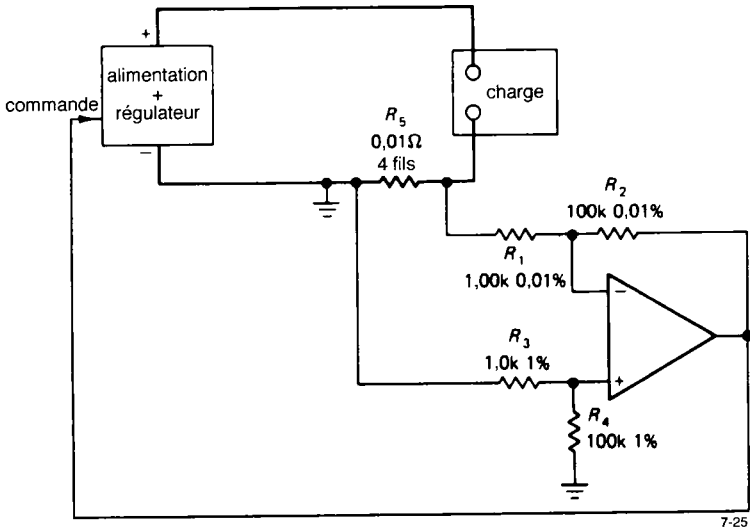 +
alimentation
+
régulateur
commande
−
charge
R5
0,01Ω
4 fils
R2
100k 0,01%
R1
1,00k 0,01%
−
R3
1,0k 1%
+
R4
100k 1%
7-25